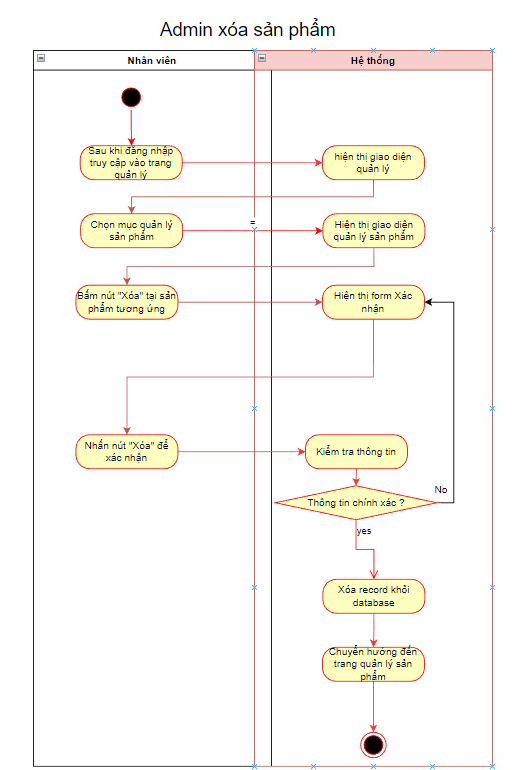 Admin xóa sản phẩm
Nhân viên
Hệ thống
Sau khi đăng nhập
truy cập vào trang
quản lý
hiện thị giao diện
quản lý
Chọn mục quản lý
sản phẩm
=
Hiện thị giao diện
quản lý sản phẩm
Bấm nút "Xóa" tại sản
phẩm tương ứng
Hiện thị form Xác
nhận
Nhấn nút "Xóa" để
xác nhận
Kiểm tra thông tin
No
Thông tin chính xác ?
yes
Xóa record khỏi
database
Chuyển hướng đến
trang quản lý sản
phẩm